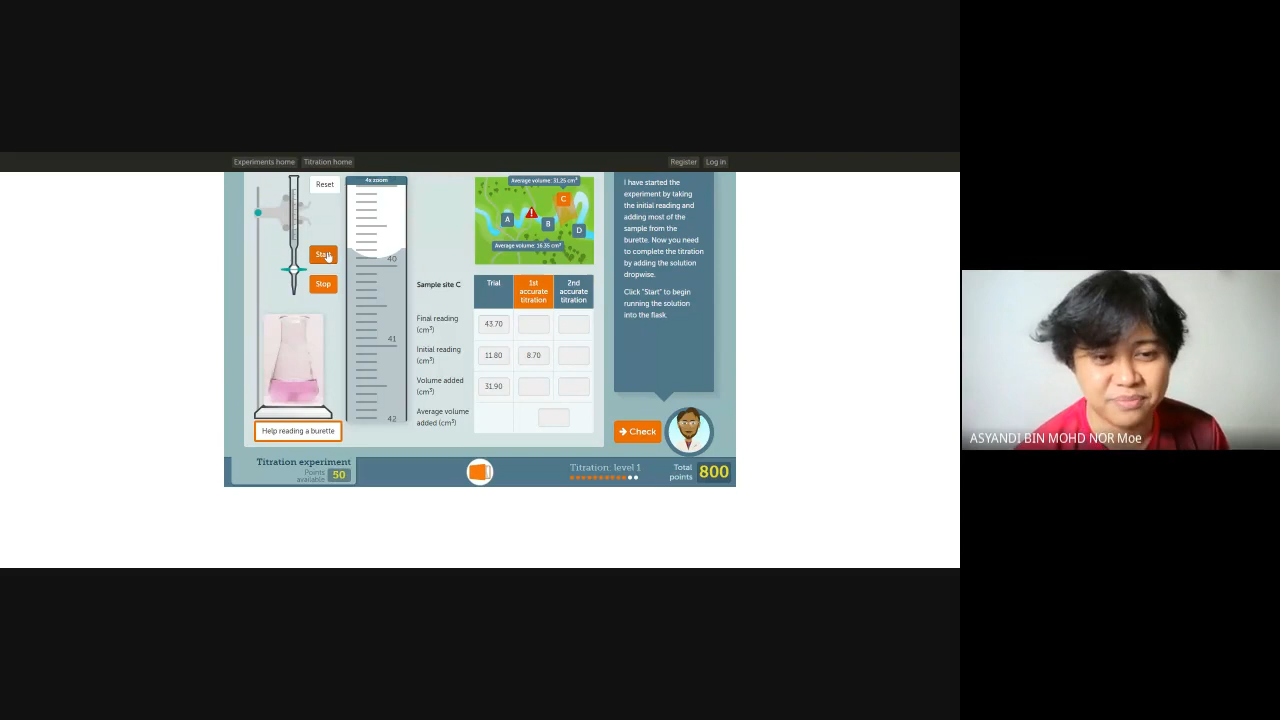 Experiments home
Titration home
Register
Log in
Reset
4x zoom
Start
Stop
40
41
42
Help reading a burette
Average volume: 31.25 cm³
A
B
C
D
Average volume: 16.35 cm³
Sample site C
Trial
1st accurate titration
2nd accurate titration
Final reading (cm³)
43.70
Initial reading (cm³)
11.80
8.70
Volume added (cm³)
31.90
Average volume added (cm³)
I have started the
experiment by taking
the initial reading and
adding most of the
sample from the
burette. Now you need
to complete the titration
by adding the solution
dropwise.
Click "Start" to begin
running the solution
into the flask.
Check
Titration experiment
Points available 50
Titration: level 1
Total points 800
ASYANDI BIN MOHD NOR Moe